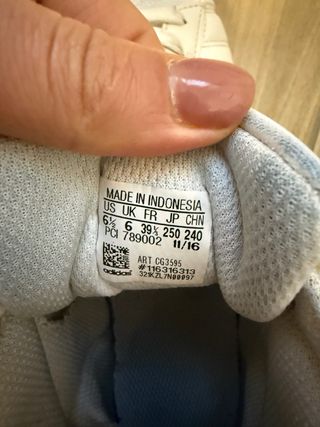 MADE IN INDONESIA
US UK FR JP CHN
6½ 6 39⅓ 250 240
PCI 789002 11/16
ART CG3595
#116316313
321KZL7N00097
adidas